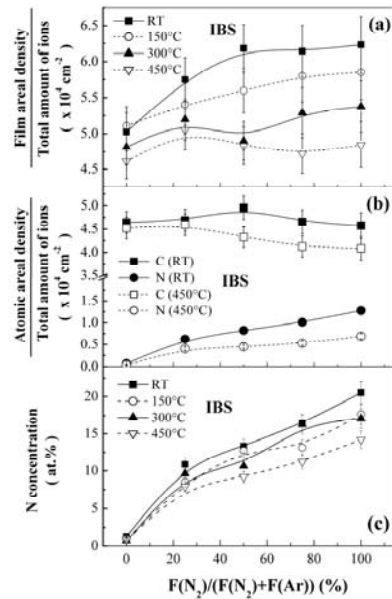 6.5
6.0
5.5
5.0
4.5
Film areal density
Total amount of ions
( x 10⁴ cm⁻²)
RT
150°C
300°C
450°C
IBS
(a)
5.0
4.5
4.0
1.5
1.0
0.5
0.0
Atomic areal density
Total amount of ions
( x 10⁴ cm⁻²)
(b)
IBS
C (RT)
N (RT)
C (450°C)
N (450°C)
20
15
10
5
0
N concentration
(at.%)
RT
150°C
300°C
450°C
IBS
(c)
0 20 40 60 80 100
F(N₂)/(F(N₂)+F(Ar)) (%)